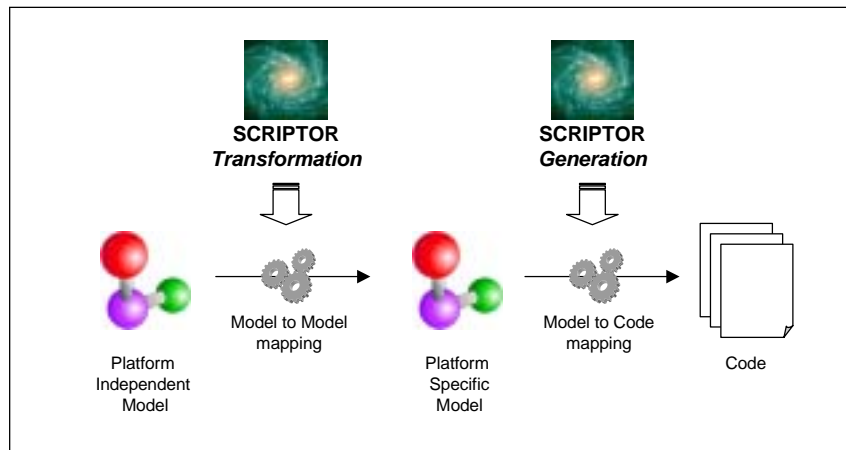 SCRIPTOR
Transformation
SCRIPTOR
Generation
Model to Model
mapping
Model to Code
mapping
Platform
Independent
Model
Platform
Specific
Model
Code